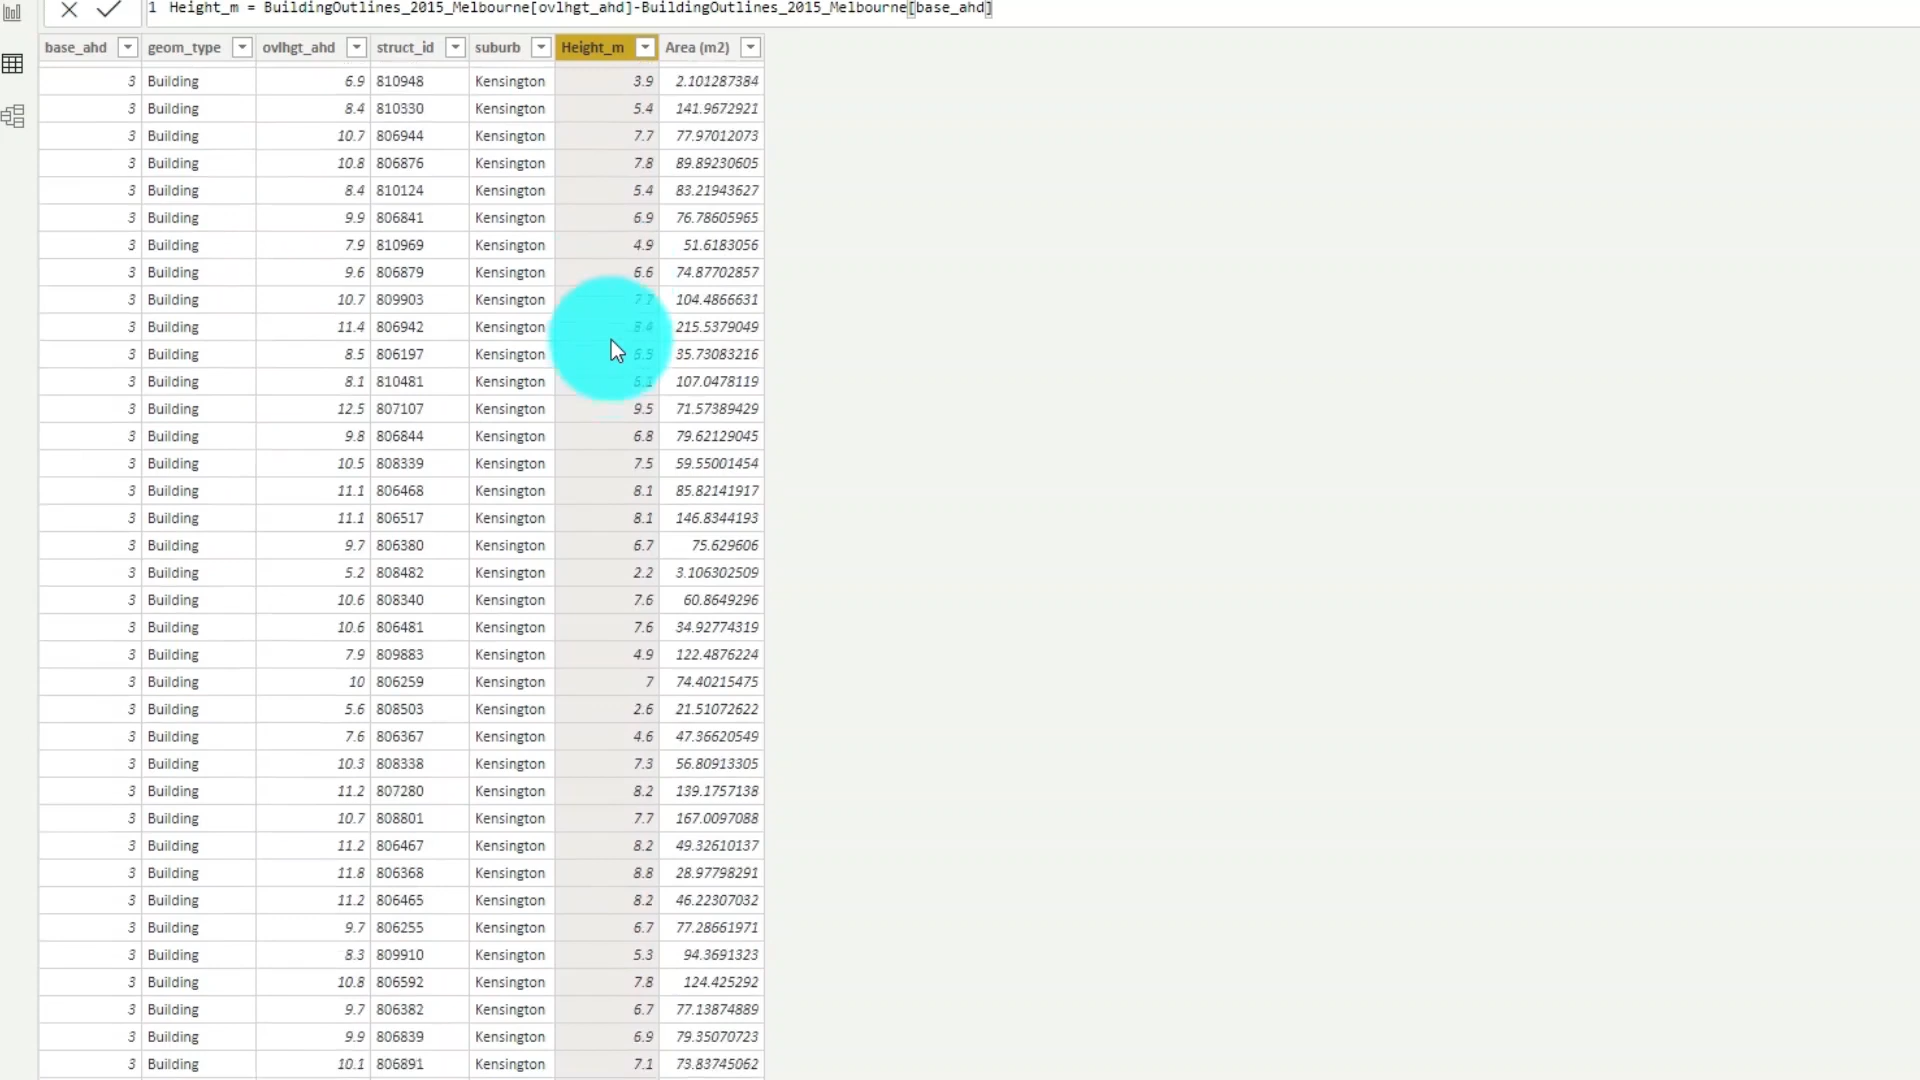 1 Height_m = BuildingOutlines_2015_Melbourne[ovlhgt_ahd]-BuildingOutlines_2015_Melbourne[base_ahd]
base_ahd geom_type ovlhgt_ahd struct_id suburb Height_m Area (m2)
3 Building 6.9 810948 Kensington 3.9 2.101287384
3 Building 8.4 810330 Kensington 5.4 141.9672921
3 Building 10.7 806944 Kensington 7.7 77.97012073
3 Building 10.8 806876 Kensington 7.8 89.89230605
3 Building 8.4 810124 Kensington 5.4 83.21943627
3 Building 9.9 806841 Kensington 6.9 76.78605965
3 Building 7.9 810969 Kensington 4.9 51.6183056
3 Building 9.6 806879 Kensington 6.6 74.87702857
3 Building 10.7 809903 Kensington 7.7 104.4866631
3 Building 11.4 806942 Kensington 8.4 215.5379049
3 Building 8.5 806197 Kensington 35.73083216
3 Building 8.1 810481 Kensington 5.1 107.0478119
3 Building 12.5 807107 Kensington 9.5 71.57389429
3 Building 9.8 806844 Kensington 6.8 79.62129045
3 Building 10.5 808339 Kensington 7.5 59.55001454
3 Building 11.1 806468 Kensington 8.1 85.82141917
3 Building 11.1 806517 Kensington 8.1 146.8344193
3 Building 9.7 806380 Kensington 6.7 75.629606
3 Building 5.2 808482 Kensington 2.2 3.106302509
3 Building 10.6 808340 Kensington 7.6 60.8649296
3 Building 10.6 806481 Kensington 7.6 34.92774319
3 Building 7.9 809883 Kensington 4.9 122.4876224
3 Building 10 806259 Kensington 7 74.40215475
3 Building 5.6 808503 Kensington 2.6 21.51072622
3 Building 7.6 806367 Kensington 4.6 47.36620549
3 Building 10.3 808338 Kensington 7.3 56.80913305
3 Building 11.2 807280 Kensington 8.2 139.1757138
3 Building 10.7 808801 Kensington 7.7 167.0097088
3 Building 11.2 806467 Kensington 8.2 49.32610137
3 Building 11.8 806368 Kensington 8.8 28.97798291
3 Building 11.2 806465 Kensington 8.2 46.22307032
3 Building 9.7 806255 Kensington 6.7 77.28661971
3 Building 8.3 809910 Kensington 5.3 94.3691323
3 Building 10.8 806592 Kensington 7.8 124.425292
3 Building 9.7 806382 Kensington 6.7 77.13874889
3 Building 9.9 806839 Kensington 6.9 79.35070723
3 Building 10.1 806891 Kensington 7.1 73.83745062